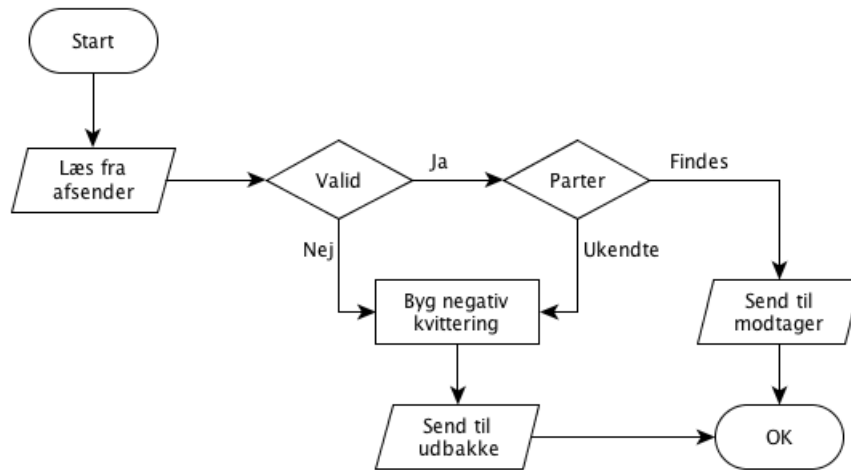 Start
Læs fra
afsender
Valid
Ja
Parter
Findes
Nej
Ukendte
Byg negativ
kvittering
Send til
modtager
Send til
udbakke
OK